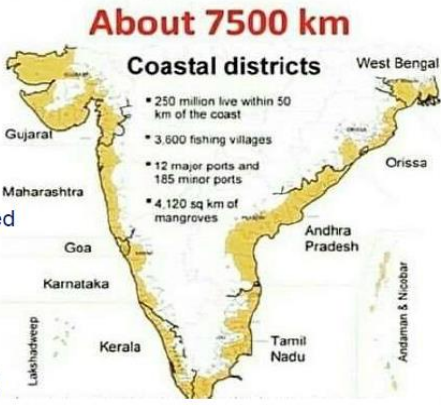 About 7500 km
Coastal districts
West Bengal
250 million live within 50
km of the coast
3,600 fishing villages
12 major ports and
185 minor ports
4,120 sq km of
mangroves
Gujarat
Maharashtra
ed
Goa
Karnataka
Kerala
Lakshadweep
Orissa
Andhra
Pradesh
Tamil
Nadu
Andaman & Nicobar